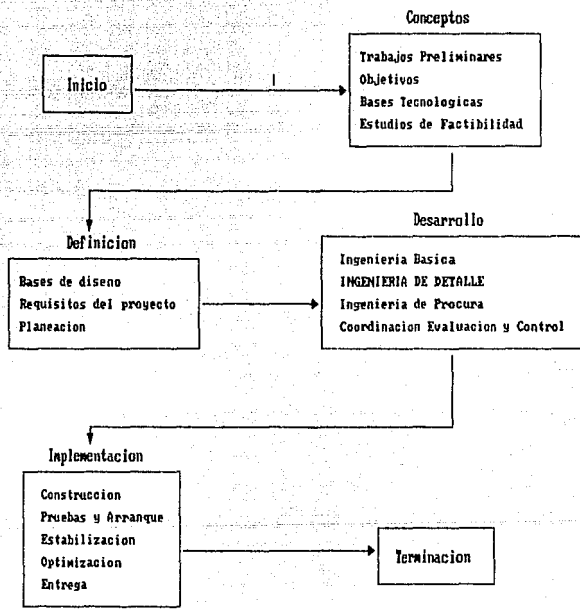 Conceptos
Inicio
Trabajos Preliminares
Objetivos
Bases Tecnologicas
Estudios de Factibilidad
Definicion
Bases de diseno
Requisitos del proyecto
Planeacion
Desarrollo
Ingenieria Basica
INGENIERIA DE DETALLE
Ingenieria de Procura
Coordinacion Evaluacion y Control
Implementacion
Construccion
Pruebas y Arranque
Estabilizacion
Optimizacion
Entrega
Terminacion